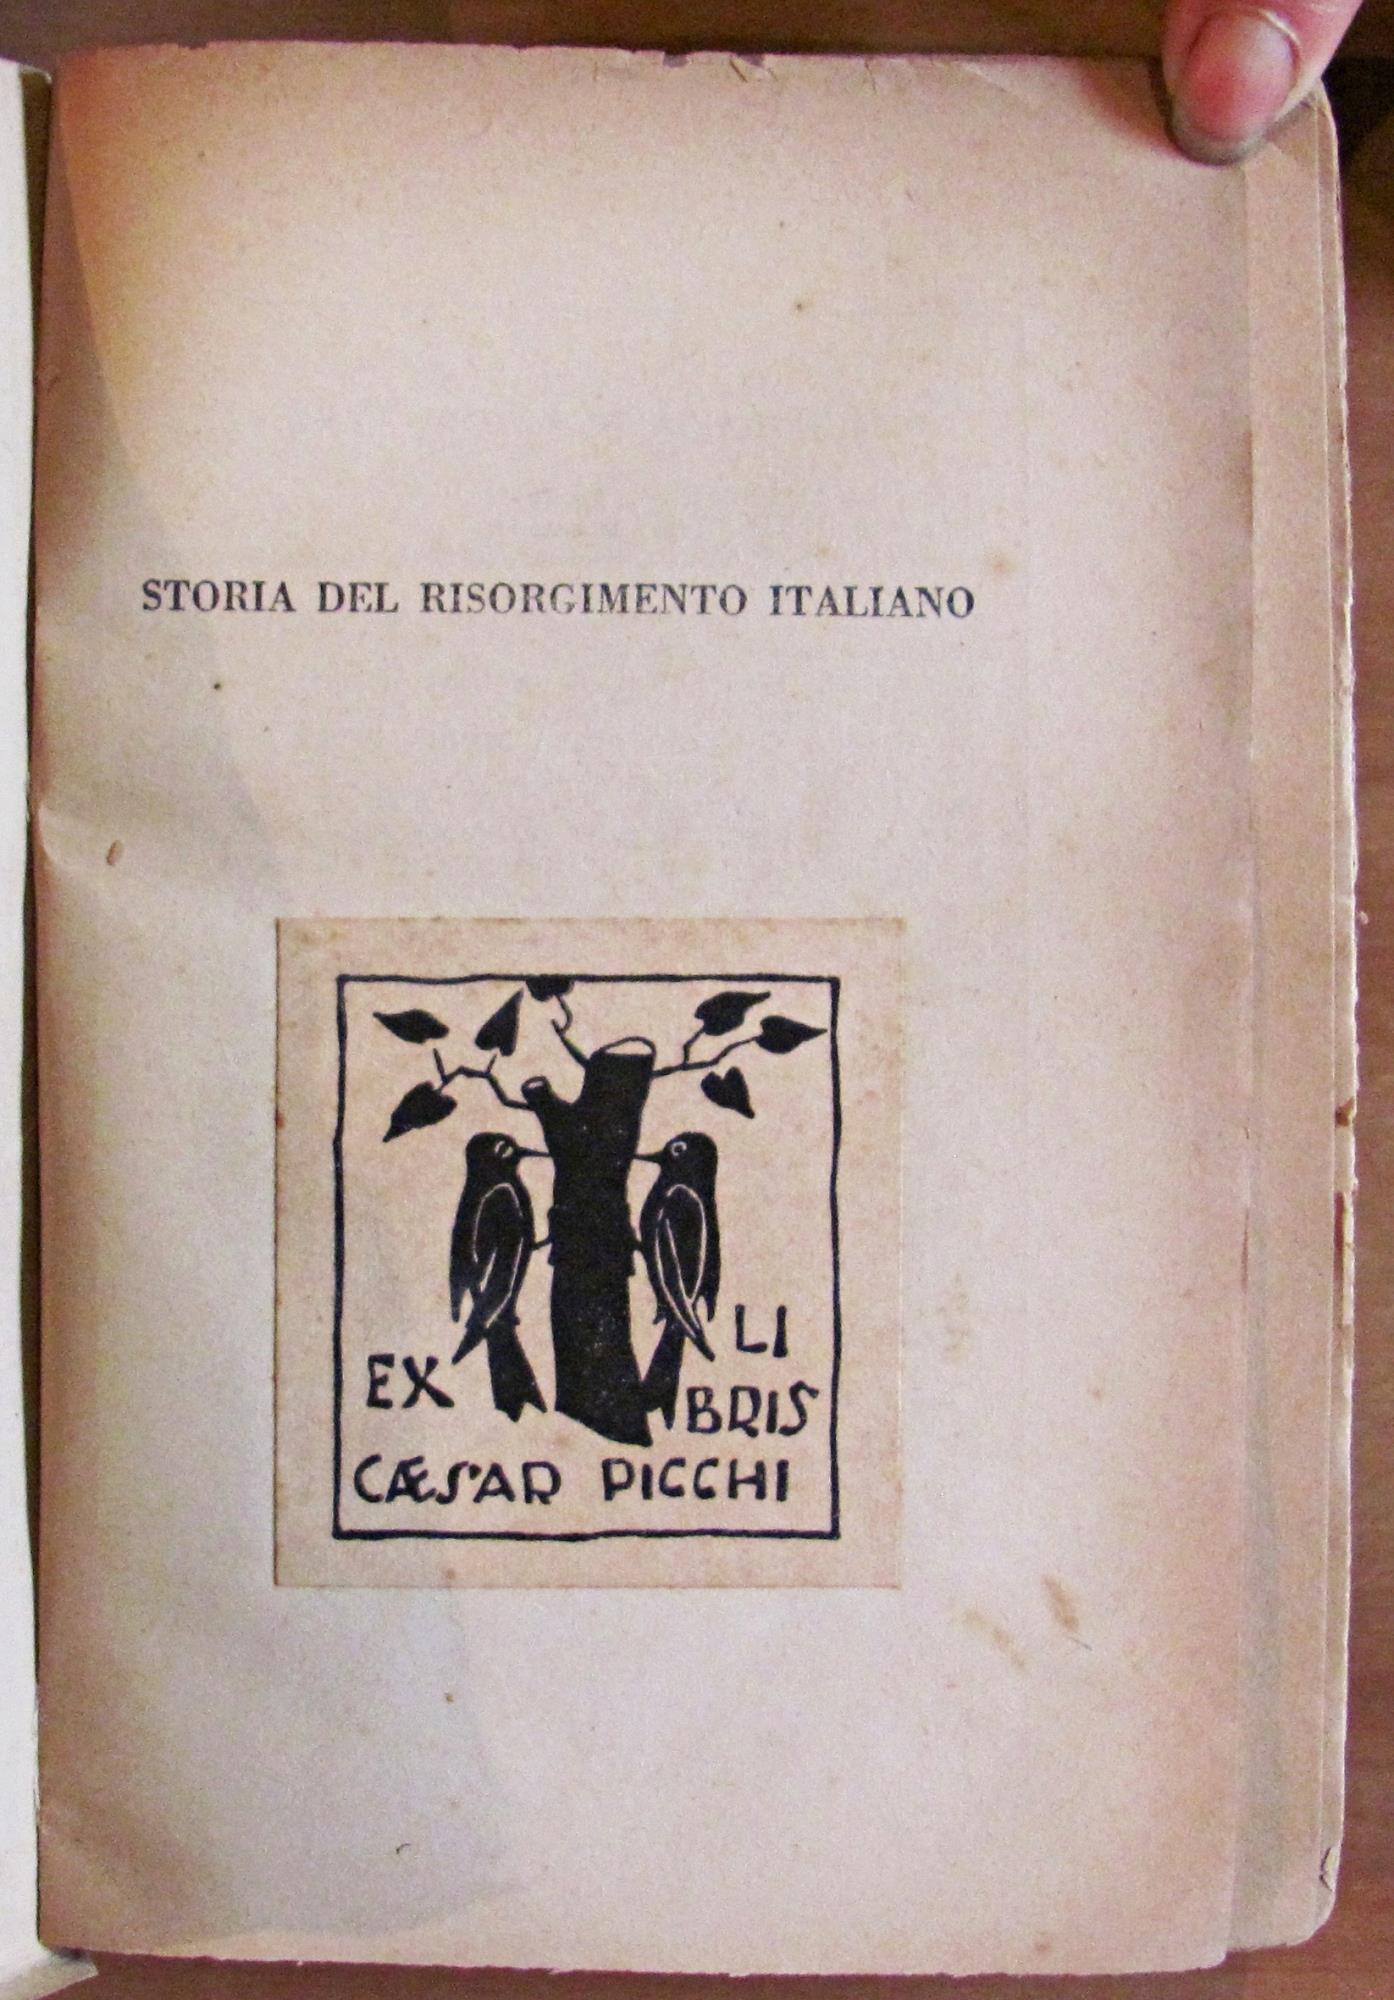 STORIA DEL RISORGIMENTO ITALIANO
EX LI
BRIS
CÆSAR PICCHI